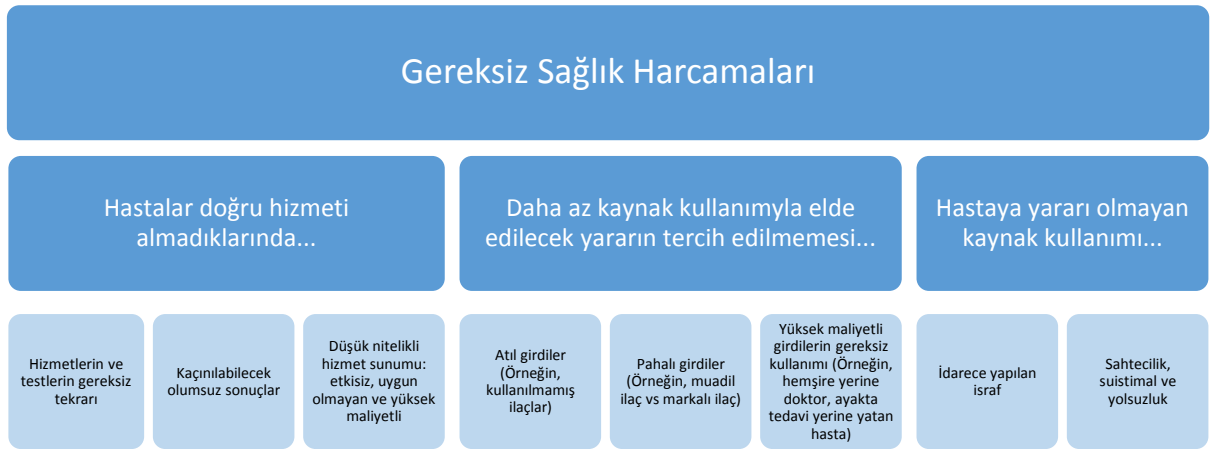 Gereksiz Sağlık Harcamaları
Hastalar doğru hizmeti
almadıklarında...
Daha az kaynak kullanımyla elde
edilecek yararın tercih edilmemesi...
Hastaya yararı olmayan
kaynak kullanımı...
Hizmetlerin ve
testlerin gereksiz
tekrarı
Kaçınılabilecek
olumsuz sonuçlar
Düşük nitelikli
hizmet sunumu:
etkisiz, uygun
olmayan ve yüksek
maliyetli
Atıl girdiler
(Örneğin,
kullanılmamış
ilaçlar)
Pahalı girdiler
(Örneğin, muadil
ilaç vs markalı ilaç)
Yüksek maliyetli
girdilerin gereksiz
kullanımı (Örneğin,
hemşire yerine
doktor, ayakta
tedavi yerine yatan
hasta)
İdarece yapılan
israf
Sahtecilik,
suistimal ve
yolsuzluk